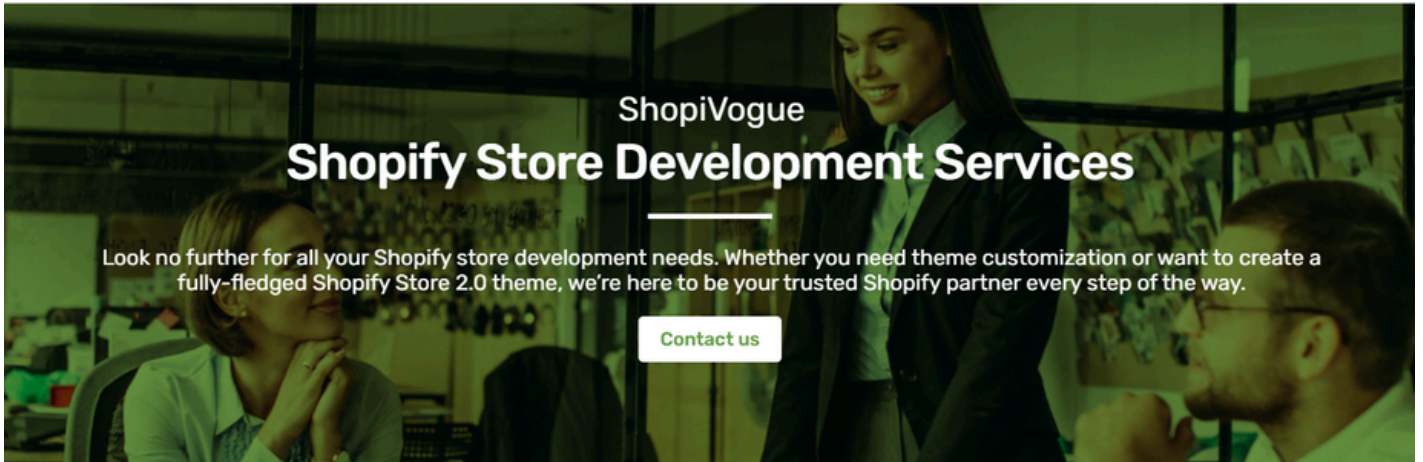 ShopiVogue
Shopify Store Development Services
Look no further for all your Shopify store development needs. Whether you need theme customization or want to create a
fully-fledged Shopify Store 2.0 theme, we’re here to be your trusted Shopify partner every step of the way.
Contact us